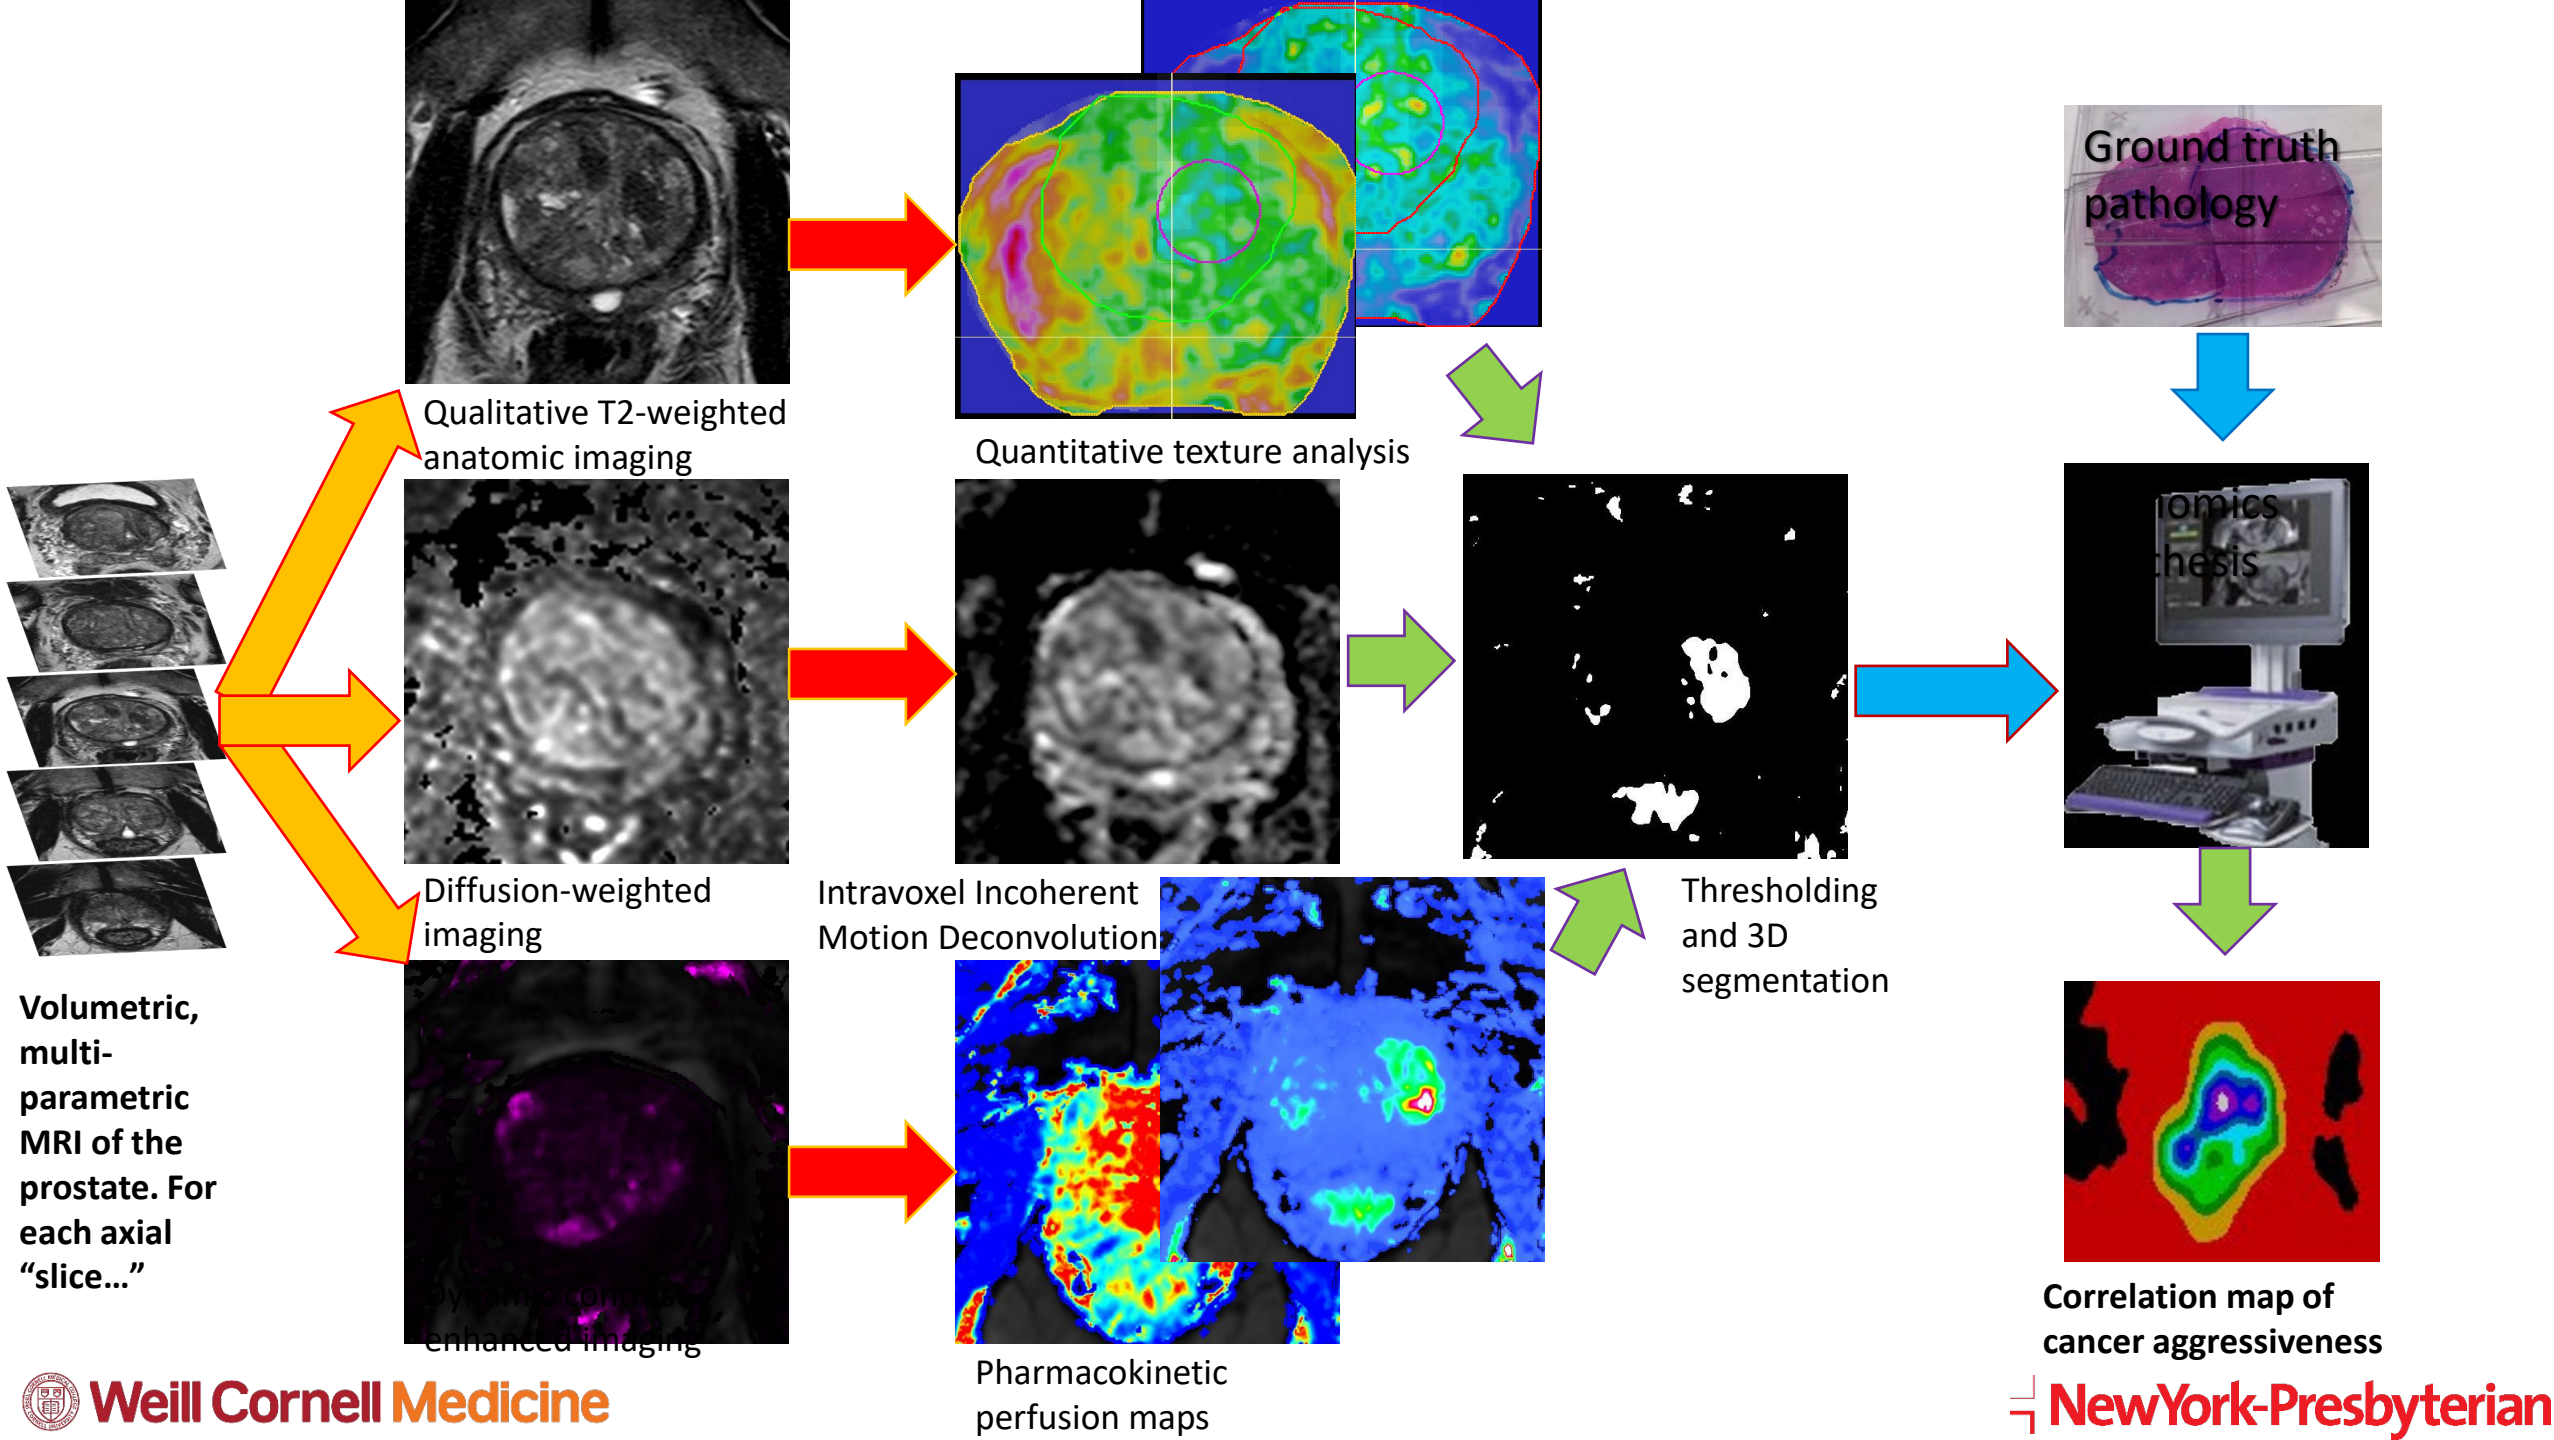 Qualitative T2-weighted
anatomic imaging
Quantitative texture analysis
Ground truth
pathology
Diffusion-weighted
imaging
Intravoxel Incoherent
Motion Deconvolution
Thresholding
and 3D
segmentation
Volumetric,
multi-
parametric
MRI of the
prostate. For
each axial
“slice…”
enhanced imaging
Pharmacokinetic
perfusion maps
Correlation map of
cancer aggressiveness
Weill Cornell Medicine
NewYork-Presbyterian